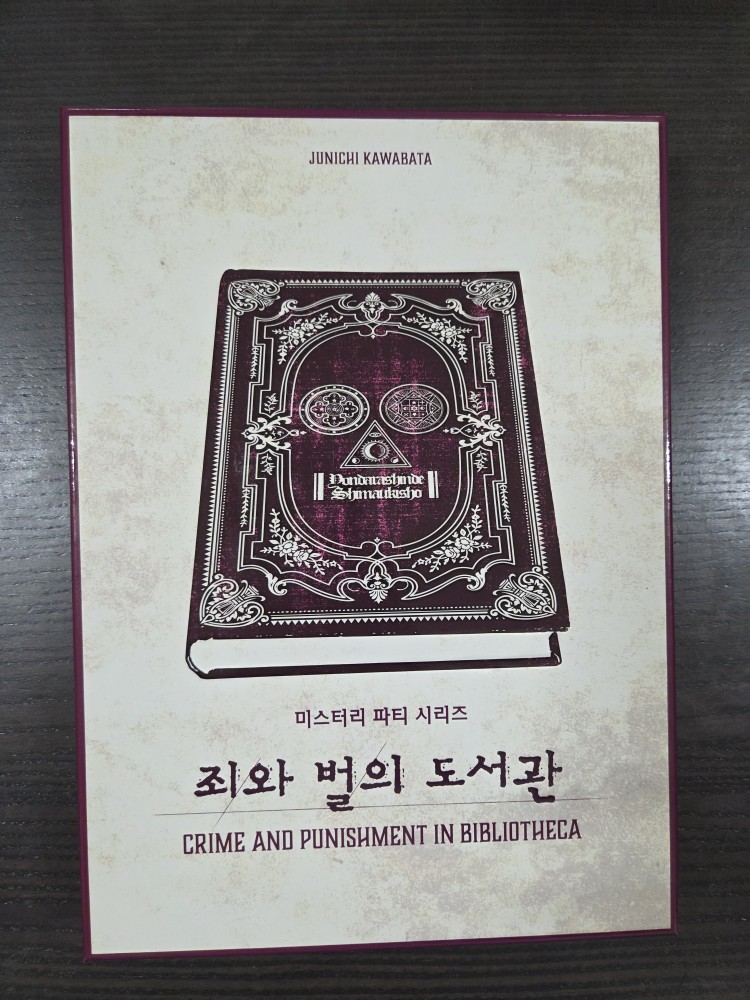 JUNICHI KAWABATA
Yondarashinde
Shimaukisho
미스터리 파티 시리즈
죄와 벌의 도서관
CRIME AND PUNISHMENT IN BIBLIOTHECA